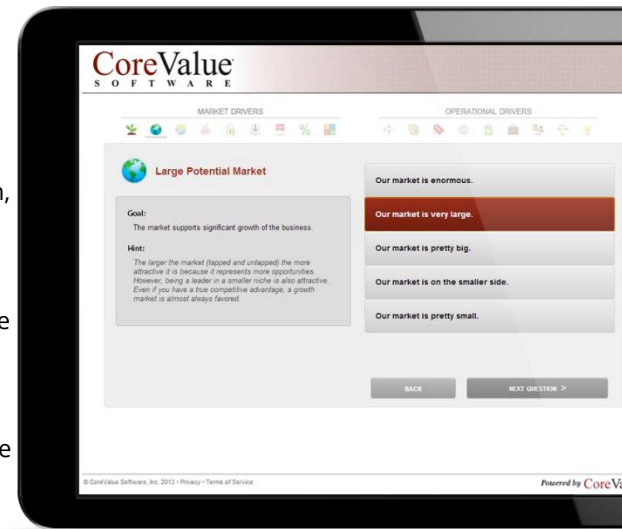 CoreValue
SOFTWARE
MARKET DRIVERS
OPERATIONAL DRIVERS
Large Potential Market
Goal:
The market supports significant growth of the business.
Hint:
The larger the market (tapped and untapped) the more
attractive it is because it represents more opportunities.
However, being a leader in a smaller niche is also attractive.
Even if you have a true competitive advantage, a growth
market is almost always favored.
Our market is enormous.
Our market is very large.
Our market is pretty big.
Our market is on the smaller side.
Our market is pretty small.
BACK
NEXT QUESTION >
© CoreValue Software, Inc. 2013 • Privacy • Terms of Service
Powered by CoreVa